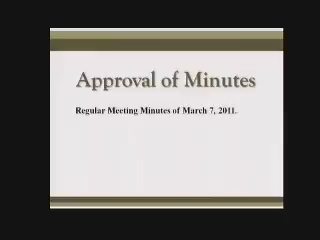 Approval of Minutes
Regular Meeting Minutes of March 7, 2011.